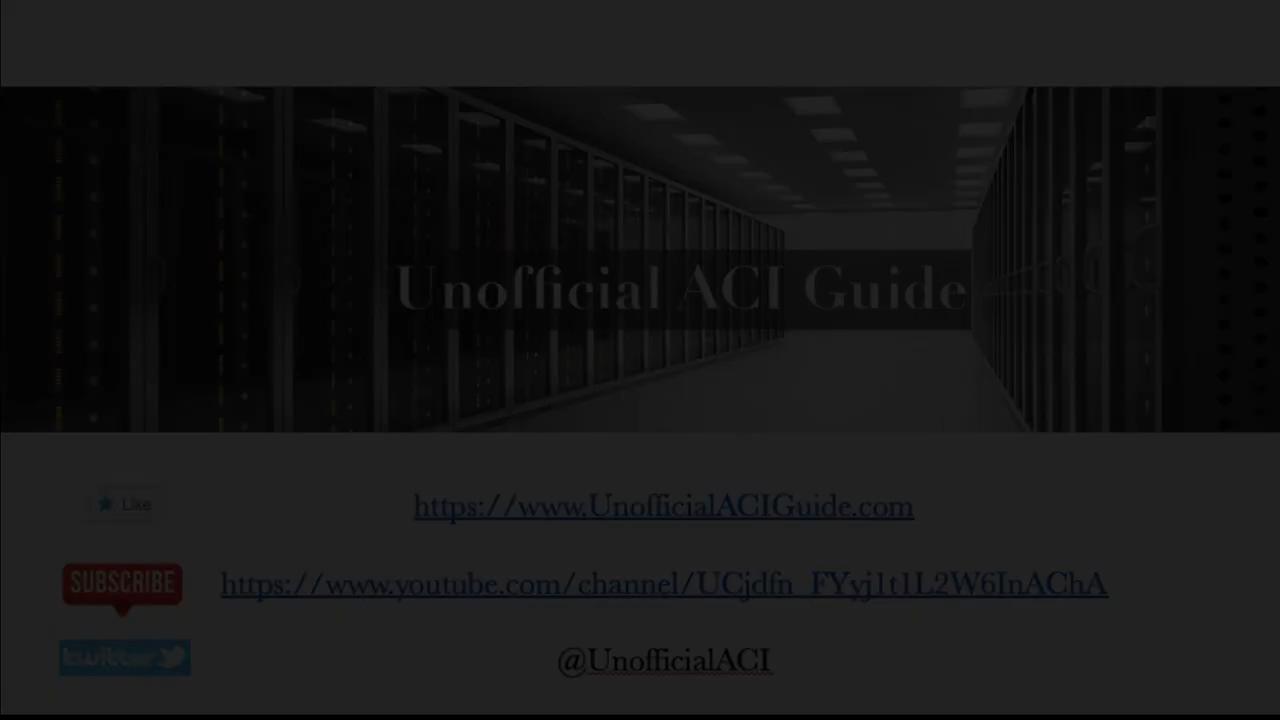 Unofficial ACI Guide
Like
https://www.UnofficialACIGuide.com
SUBSCRIBE
https://www.youtube.com/channel/UCjdfn_FYyj1t1L2W6InAChA
twitter
@UnofficialACI